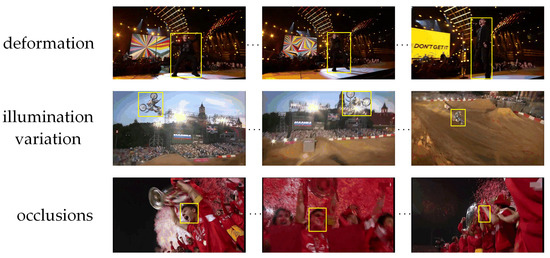 deformation
DON'T GET IT
illumination
variation
occlusions